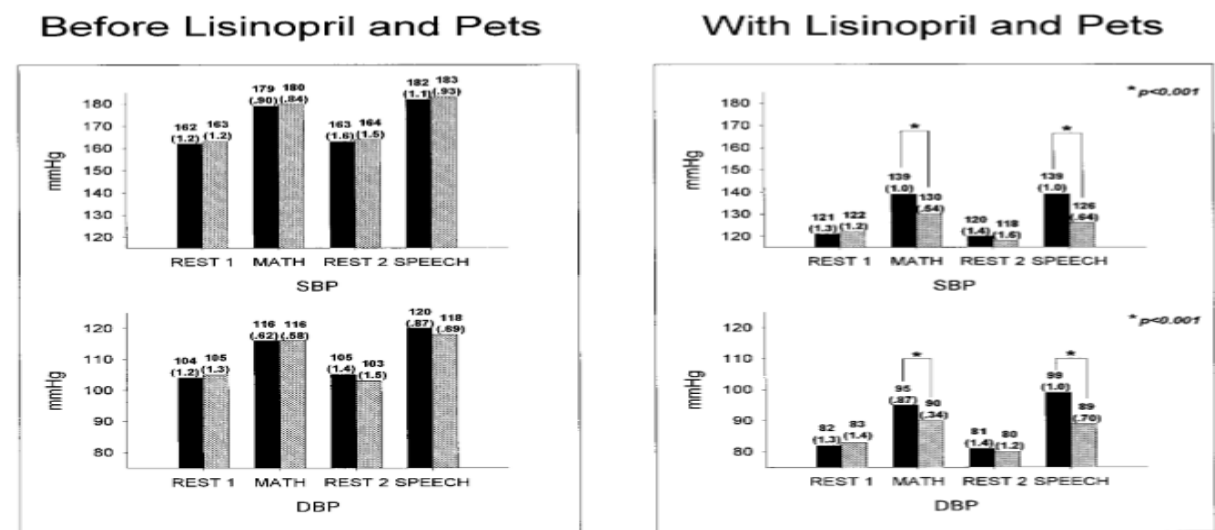 Before Lisinopril and Pets
179 180 182 183
(.90) (.84) (1.1) (.93)
162 163 163 164
(1.2) (1.2) (1.6) (1.5)
180
170
160
150
140
130
120
mmHg
REST 1 MATH REST 2 SPEECH
SBP
120 118
(.87) (.69)
116 116
(.62) (.58)
104 105 105 103
(1.2) (1.3) (1.4) (1.5)
120
110
100
90
80
mmHg
REST 1 MATH REST 2 SPEECH
DBP
With Lisinopril and Pets
* p<0.001
* *
139 130 139 126
(1.0) (.54) (1.0) (.64)
121 122 120 118
(1.3) (1.2) (1.4) (1.6)
180
170
160
150
140
130
120
mmHg
REST 1 MATH REST 2 SPEECH
SBP
* p<0.001
* *
95 90 99 89
(.87) (.34) (1.0) (.70)
82 83 81 80
(1.3) (1.4) (1.4) (1.2)
120
110
100
90
80
mmHg
REST 1 MATH REST 2 SPEECH
DBP